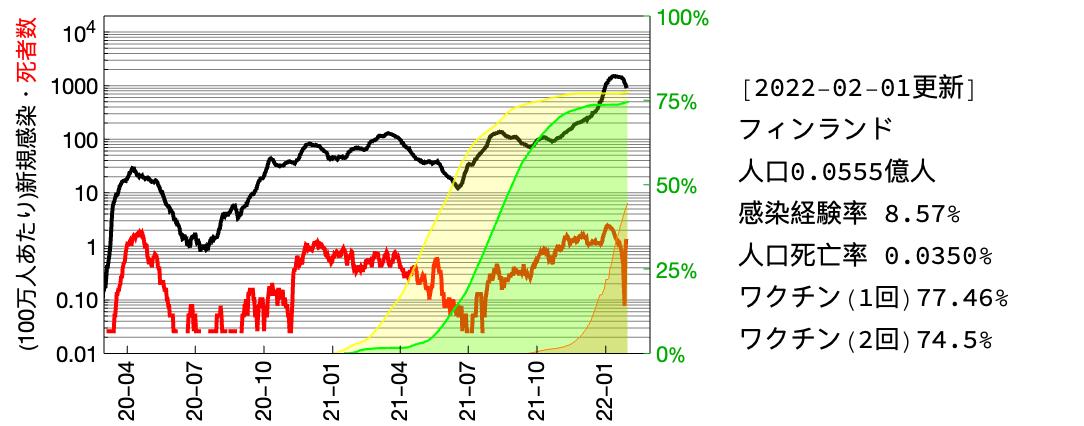 (100万人あたり)新規感染・死者数
10⁴
1000
100
10
1
0.10
0.01
100%
75%
50%
25%
0%
20-04
20-07
20-10
21-01
21-04
21-07
21-10
22-01
[2022-02-01更新]
フィンランド
人口0.0555億人
感染経験率 8.57%
人口死亡率 0.0350%
ワクチン(1回)77.46%
ワクチン(2回)74.5%